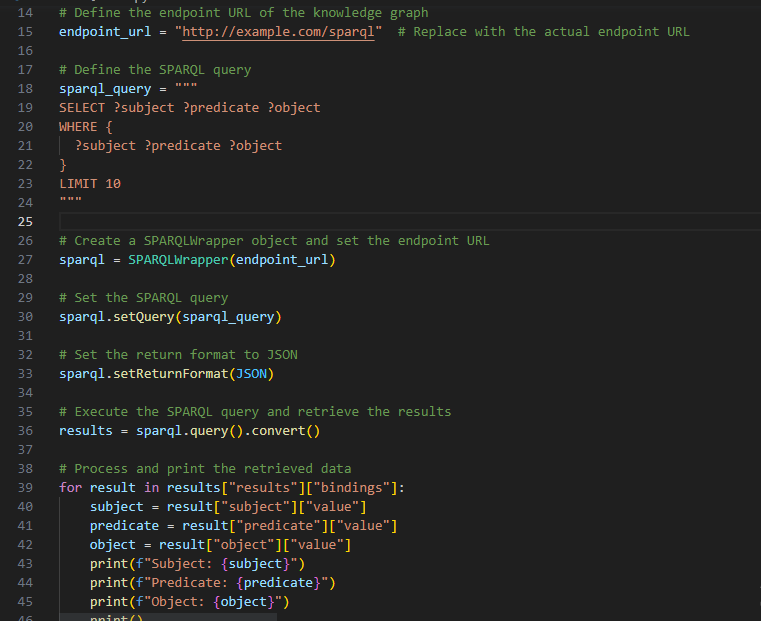 14 # Define the endpoint URL of the knowledge graph
15 endpoint_url = "http://example.com/sparql"  # Replace with the actual endpoint URL
16
17 # Define the SPARQL query
18 sparql_query = """
19 SELECT ?subject ?predicate ?object
20 WHERE {
21   ?subject ?predicate ?object
22 }
23 LIMIT 10
24 """
25
26 # Create a SPARQLWrapper object and set the endpoint URL
27 sparql = SPARQLWrapper(endpoint_url)
28
29 # Set the SPARQL query
30 sparql.setQuery(sparql_query)
31
32 # Set the return format to JSON
33 sparql.setReturnFormat(JSON)
34
35 # Execute the SPARQL query and retrieve the results
36 results = sparql.query().convert()
37
38 # Process and print the retrieved data
39 for result in results["results"]["bindings"]:
40     subject = result["subject"]["value"]
41     predicate = result["predicate"]["value"]
42     object = result["object"]["value"]
43     print(f"Subject: {subject}")
44     print(f"Predicate: {predicate}")
45     print(f"Object: {object}")
46     print()